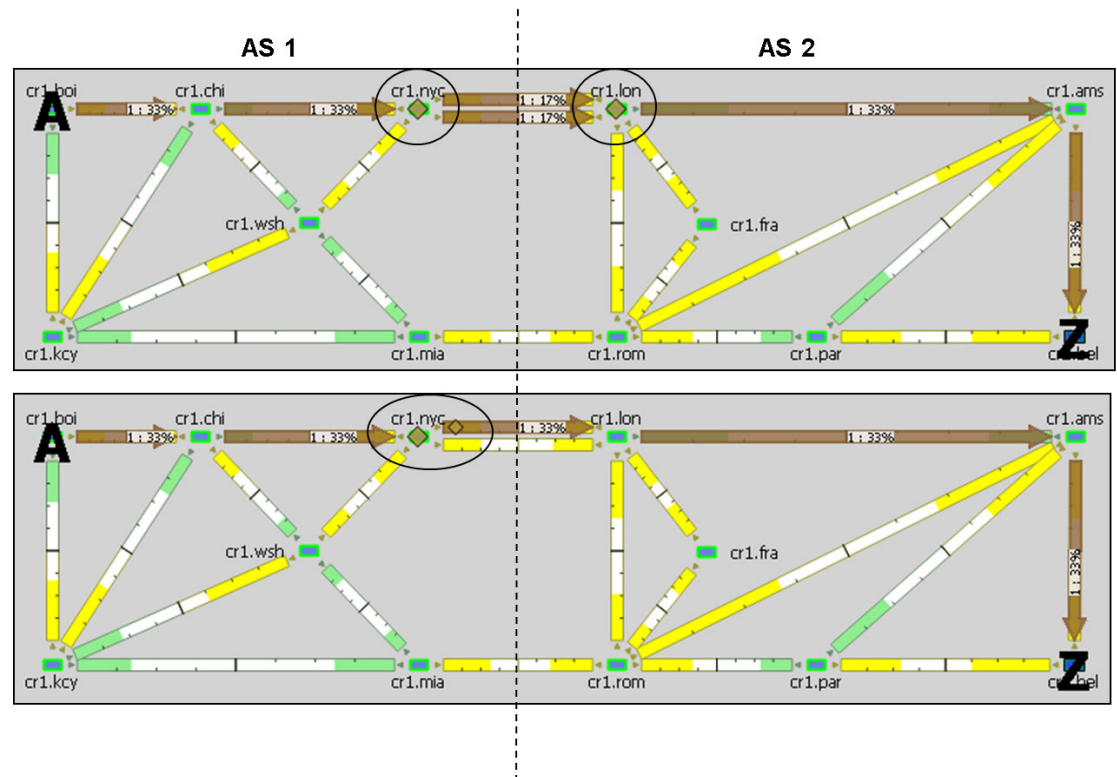 AS 1 AS 2
cr1.boi cr1.chi cr1.nyc cr1.lon cr1.ams
A 1 : 33% 1 : 33% 1 : 17% 1 : 33%
1 : 17%
cr1.wsh cr1.fra 1 : 33%
Z
cr1.kcy cr1.mia cr1.rom cr1.par
cr1.boi cr1.chi cr1.nyc cr1.lon cr1.ams
A 1 : 33% 1 : 33% 1 : 33% 1 : 33%
cr1.wsh cr1.fra 1 : 33%
Z
cr1.kcy cr1.mia cr1.rom cr1.par